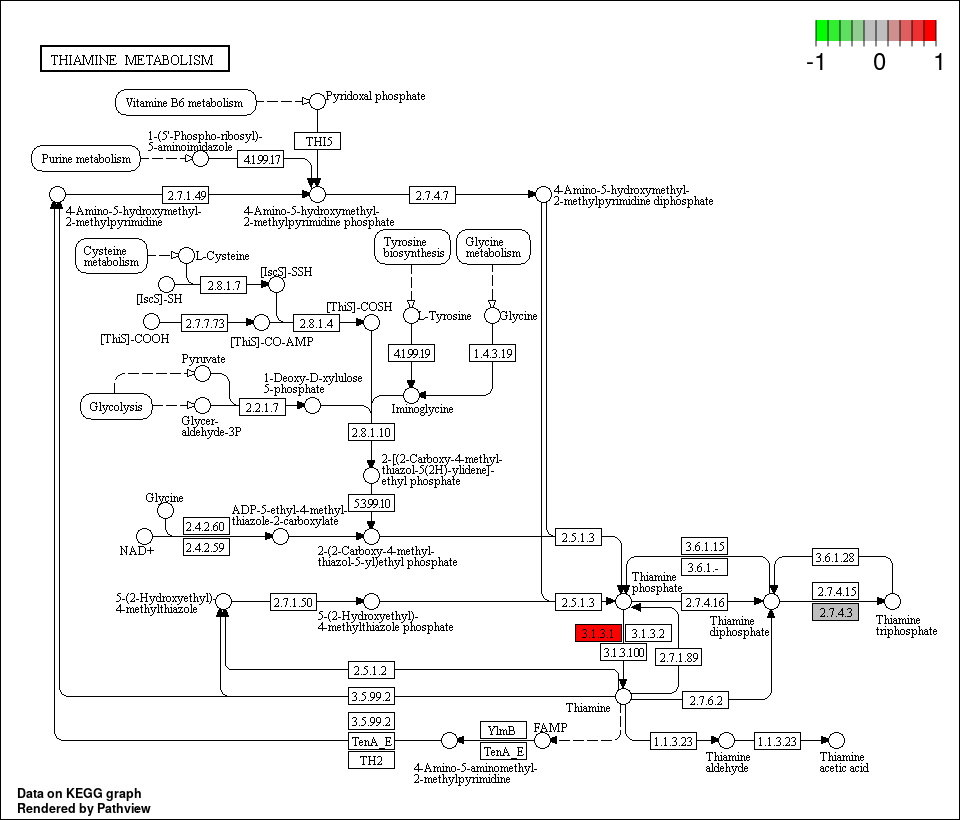 -1 0 1
THIAMINE METABOLISM
Vitamine B6 metabolism
Pyridoxal phosphate
THI5
1-(5'-Phospho-ribosyl)-
5-aminoimidazole
Purine metabolism
4.1.99.17
2.7.1.49
2.7.4.7
4-Amino-5-hydroxymethyl-
2-methylpyrimidine
4-Amino-5-hydroxymethyl-
2-methylpyrimidine phosphate
4-Amino-5-hydroxymethyl-
2-methylpyrimidine diphosphate
Cysteine
metabolism
L-Cysteine
Tyrosine
biosynthesis
Glycine
metabolism
[IscS]-SSH
2.8.1.7
[IscS]-SH
[ThiS]-COSH
2.7.7.73
2.8.1.4
[ThiS]-COOH
[ThiS]-CO-AMP
L-Tyrosine
Glycine
4.1.99.19
1.4.3.19
Pyruvate
1-Deoxy-D-xylulose
5-phosphate
Glycolysis
2.2.1.7
Iminoglycine
Glycer-
aldehyde-3P
2.8.1.10
2-[(2-Carboxy-4-methyl-
thiazol-5(2H)-ylidene]-
ethyl phosphate
5.3.99.10
Glycine
ADP-5-ethyl-4-methyl-
thiazole-2-carboxylate
2.4.2.60
2.4.2.59
NAD+
2-(2-Carboxy-4-methyl-
thiazol-5-yl)ethyl phosphate
2.5.1.3
3.6.1.15
3.6.1.-
3.6.1.28
Thiamine
phosphate
5-(2-Hydroxyethyl)-
4-methylthiazole
2.7.1.50
5-(2-Hydroxyethyl)-
4-methylthiazole phosphate
2.5.1.3
2.7.4.16
2.7.4.15
2.7.4.3
Thiamine
diphosphate
Thiamine
triphosphate
3.1.3.1
3.1.3.2
3.1.3.100
2.7.1.89
2.5.1.2
3.5.99.2
Thiamine
2.7.6.2
3.5.99.2
TenA_E
TH2
YlmB
TenA_E
FAMP
4-Amino-5-aminomethyl-
2-methylpyrimidine
1.1.3.23
1.1.3.23
Thiamine
aldehyde
Thiamine
acetic acid
Data on KEGG graph
Rendered by Pathview